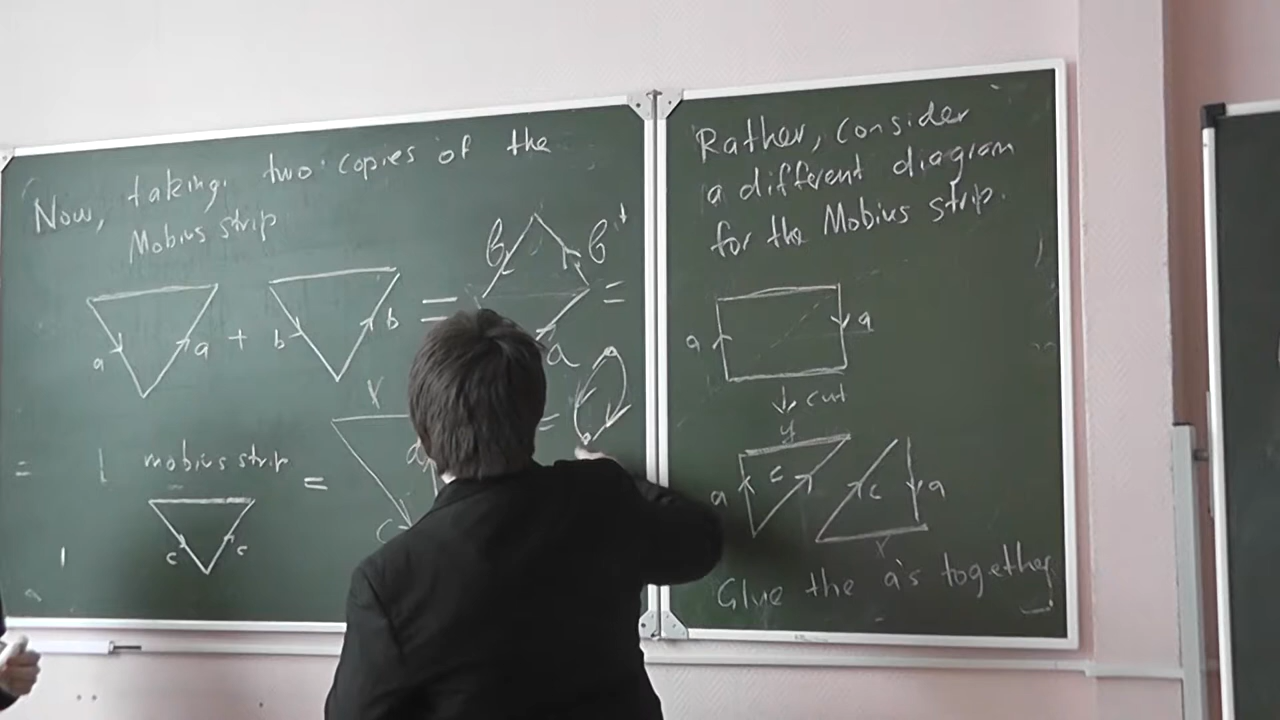 Now, taking two copies of the
Mobius strip
b b
a a + b b = =
a
x
= 1 mobius strip = a =
c c c
Rather, consider
a different diagram
for the Mobius strip.
a a
↓ cut
y
a c c a
x
Glue the a's together